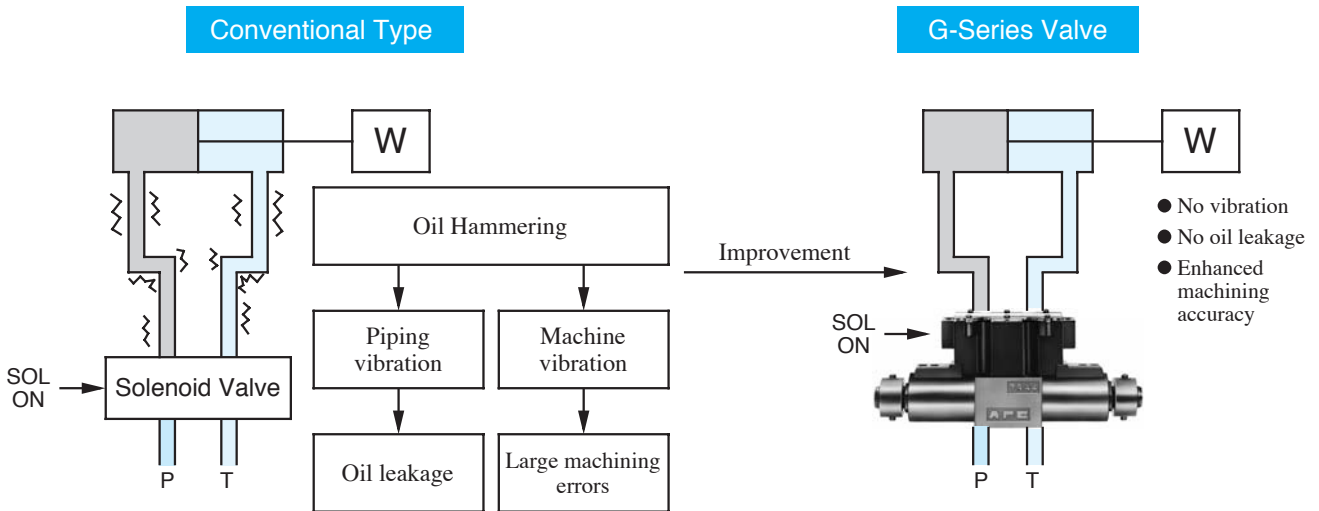 Conventional Type
G-Series Valve
W
Oil Hammering
Piping
vibration
Machine
vibration
Oil leakage
Large machining
errors
SOL
ON
Solenoid Valve
P
T
Improvement
W
● No vibration
● No oil leakage
● Enhanced
machining
accuracy
SOL
ON
P
T